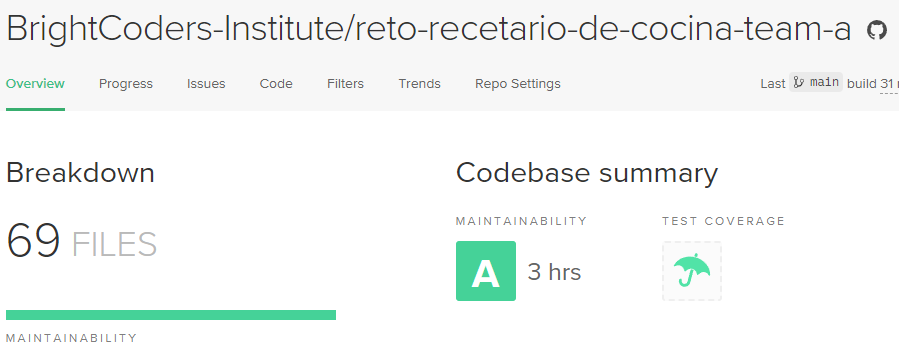 BrightCoders-Institute/reto-recetario-de-cocina-team-a
Overview Progress Issues Code Filters Trends Repo Settings Last main build 31
Breakdown
Codebase summary
69 FILES
MAINTAINABILITY
TEST COVERAGE
A 3 hrs
MAINTAINABILITY